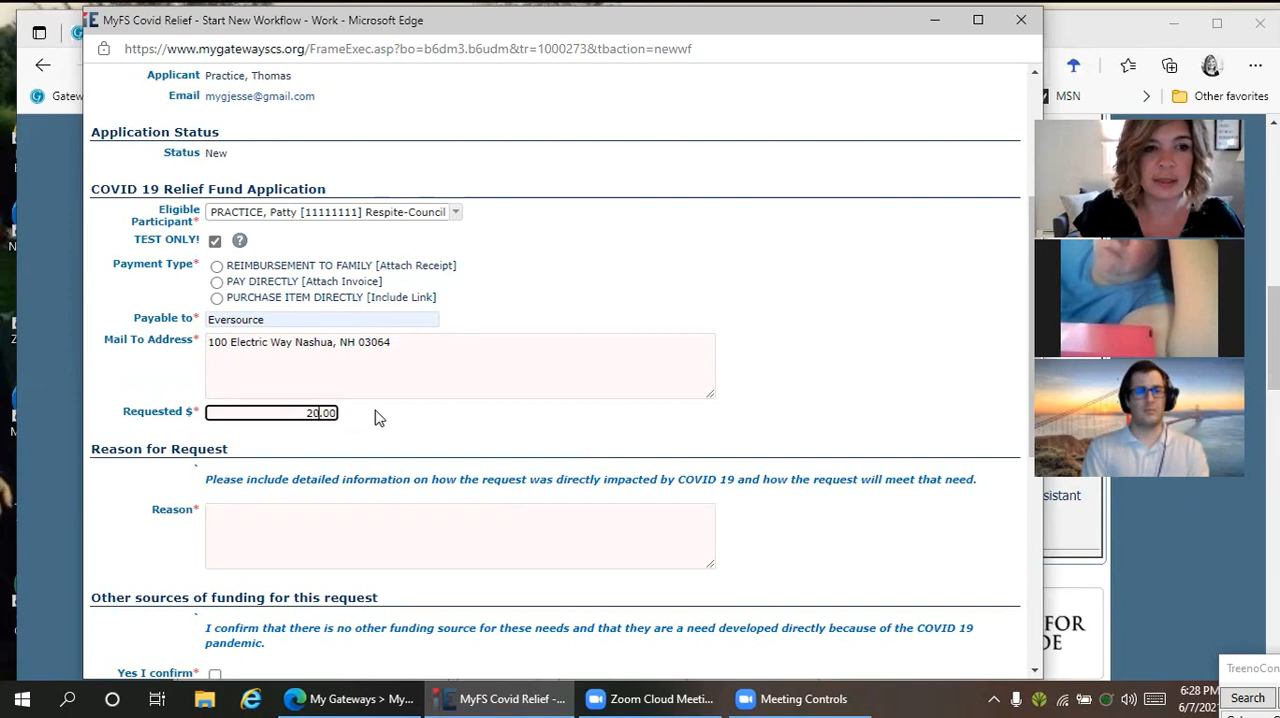 MyFS Covid Relief - Start New Workflow - Work - Microsoft Edge
https://www.mygatewayscs.org/FrameExec.asp?bo=b6dm3.b6udm&tr=1000273&tbaction=newwf
Gatew
MSN
Other favorites
Applicant Practice, Thomas
Email mygjesse@gmail.com
Application Status
Status New
COVID 19 Relief Fund Application
Eligible Participant* PRACTICE, Patty [11111111] Respite-Council
TEST ONLY!
Payment Type* REIMBURSEMENT TO FAMILY [Attach Receipt]
PAY DIRECTLY [Attach Invoice]
PURCHASE ITEM DIRECTLY [Include Link]
Payable to* Eversource
Mail To Address* 100 Electric Way Nashua, NH 03064
Requested $* 20.00
Reason for Request
Please include detailed information on how the request was directly impacted by COVID 19 and how the request will meet that need.
Reason*
Other sources of funding for this request
I confirm that there is no other funding source for these needs and that they are a need developed directly because of the COVID 19
pandemic.
Yes I confirm*
sistant
FOR
DE
TreenoCon
Search
My Gateways > My...
MyFS Covid Relief -...
Zoom Cloud Meeti...
Meeting Controls
6:28 PM
6/7/202